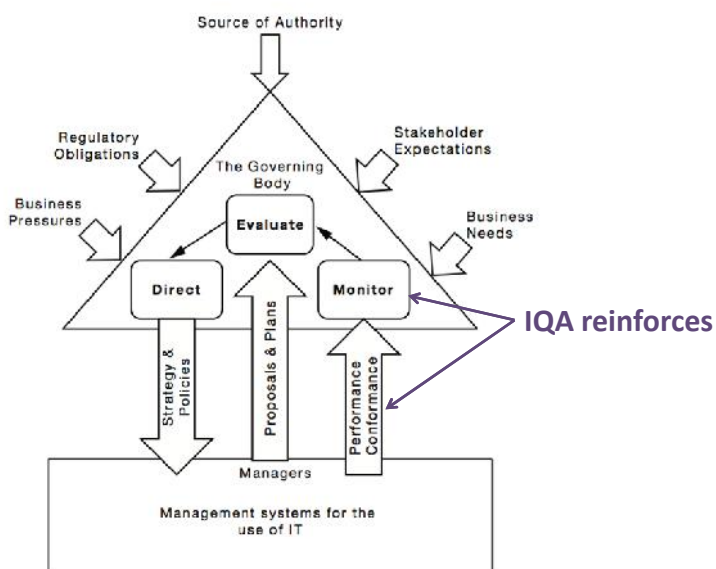 Source of Authority
Regulatory
Obligations
Stakeholder
Expectations
The Governing
Body
Business
Pressures
Business
Needs
Evaluate
Direct
Monitor
IQA reinforces
Strategy &
Policies
Proposals & Plans
Performance
Conformance
Managers
Management systems for the
use of IT